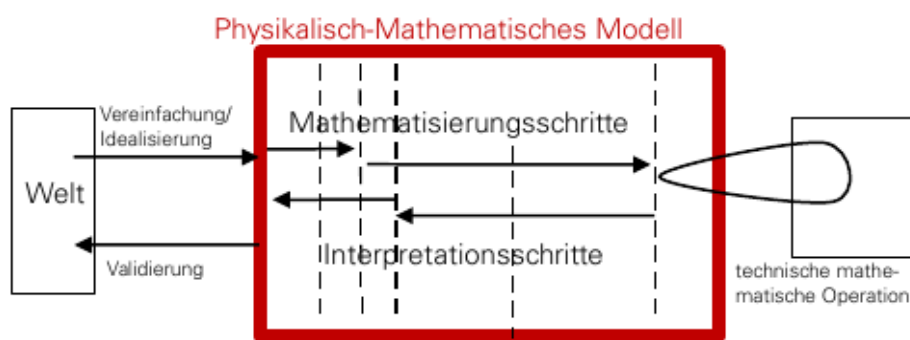 Physikalisch-Mathematisches Modell
Vereinfachung/
Idealisierung
Mathematisierungsschritte
Welt
Interpretationsschritte
Validierung
technische mathe-
matische Operation